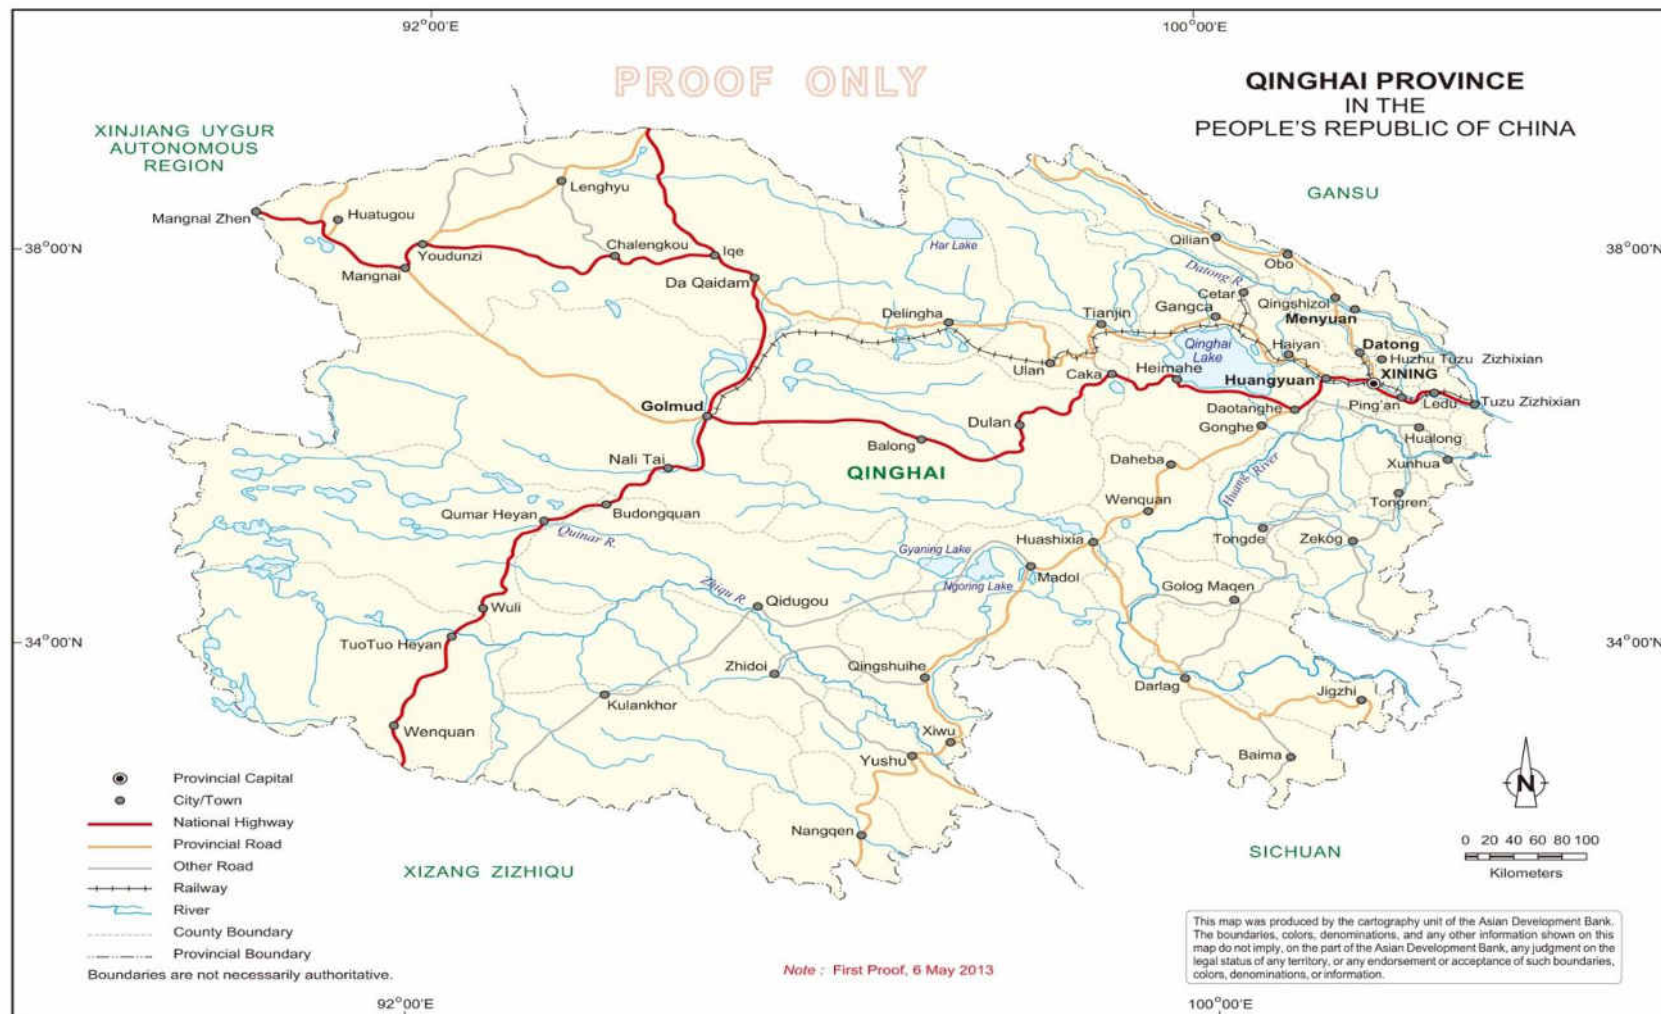 92°00'E
100°00'E
PROOF ONLY
QINGHAI PROVINCE
IN THE
PEOPLE'S REPUBLIC OF CHINA
XINJIANG UYGUR
AUTONOMOUS
REGION
GANSU
Lenghyu
Mangnal Zhen
Huatugou
38°00'N
38°00'N
Har Lake
Qilian
Youdunzi
Chalengkou
Iqe
Obo
Mangnai
Da Qaidam
Datong R.
Cetar
Qingshizol
Gangca
Menyuan
Delingha
Tianjin
Qinghai
Lake
Haiyan
Datong
Huzhu Tuzu Zizhixian
Ulan
Caka
Heimahe
Huangyuan
XINING
Golmud
Daotanghe
Ping'an
Ledu
Tuzu Zizhixian
Dulan
Gonghe
Balong
Hualong
Nali Tai
QINGHAI
Daheba
Huang River
Xunhua
Wenquan
Tongren
Qumar Heyan
Budongquan
Quinar R.
Huashixia
Tongde
Zekog
Gyaning Lake
Ngoring Lake
Madol
Zhiqu R.
Qidugou
Golog Maqen
Wuli
34°00'N
34°00'N
TuoTuo Heyan
Zhidoi
Qingshuihe
Darlag
Jigzhi
Kulankhor
Wenquan
Xiwu
Yushu
Baima
Nangqen
N
Provincial Capital
City/Town
National Highway
Provincial Road
Other Road
Railway
River
County Boundary
Provincial Boundary
Boundaries are not necessarily authoritative.
XIZANG ZIZHIQU
SICHUAN
0 20 40 60 80 100
Kilometers
Note : First Proof, 6 May 2013
This map was produced by the cartography unit of the Asian Development Bank.
The boundaries, colors, denominations, and any other information shown on this
map do not imply, on the part of the Asian Development Bank, any judgment on the
legal status of any territory, or any endorsement or acceptance of such boundaries,
colors, denominations, or information.
92°00'E
100°00'E